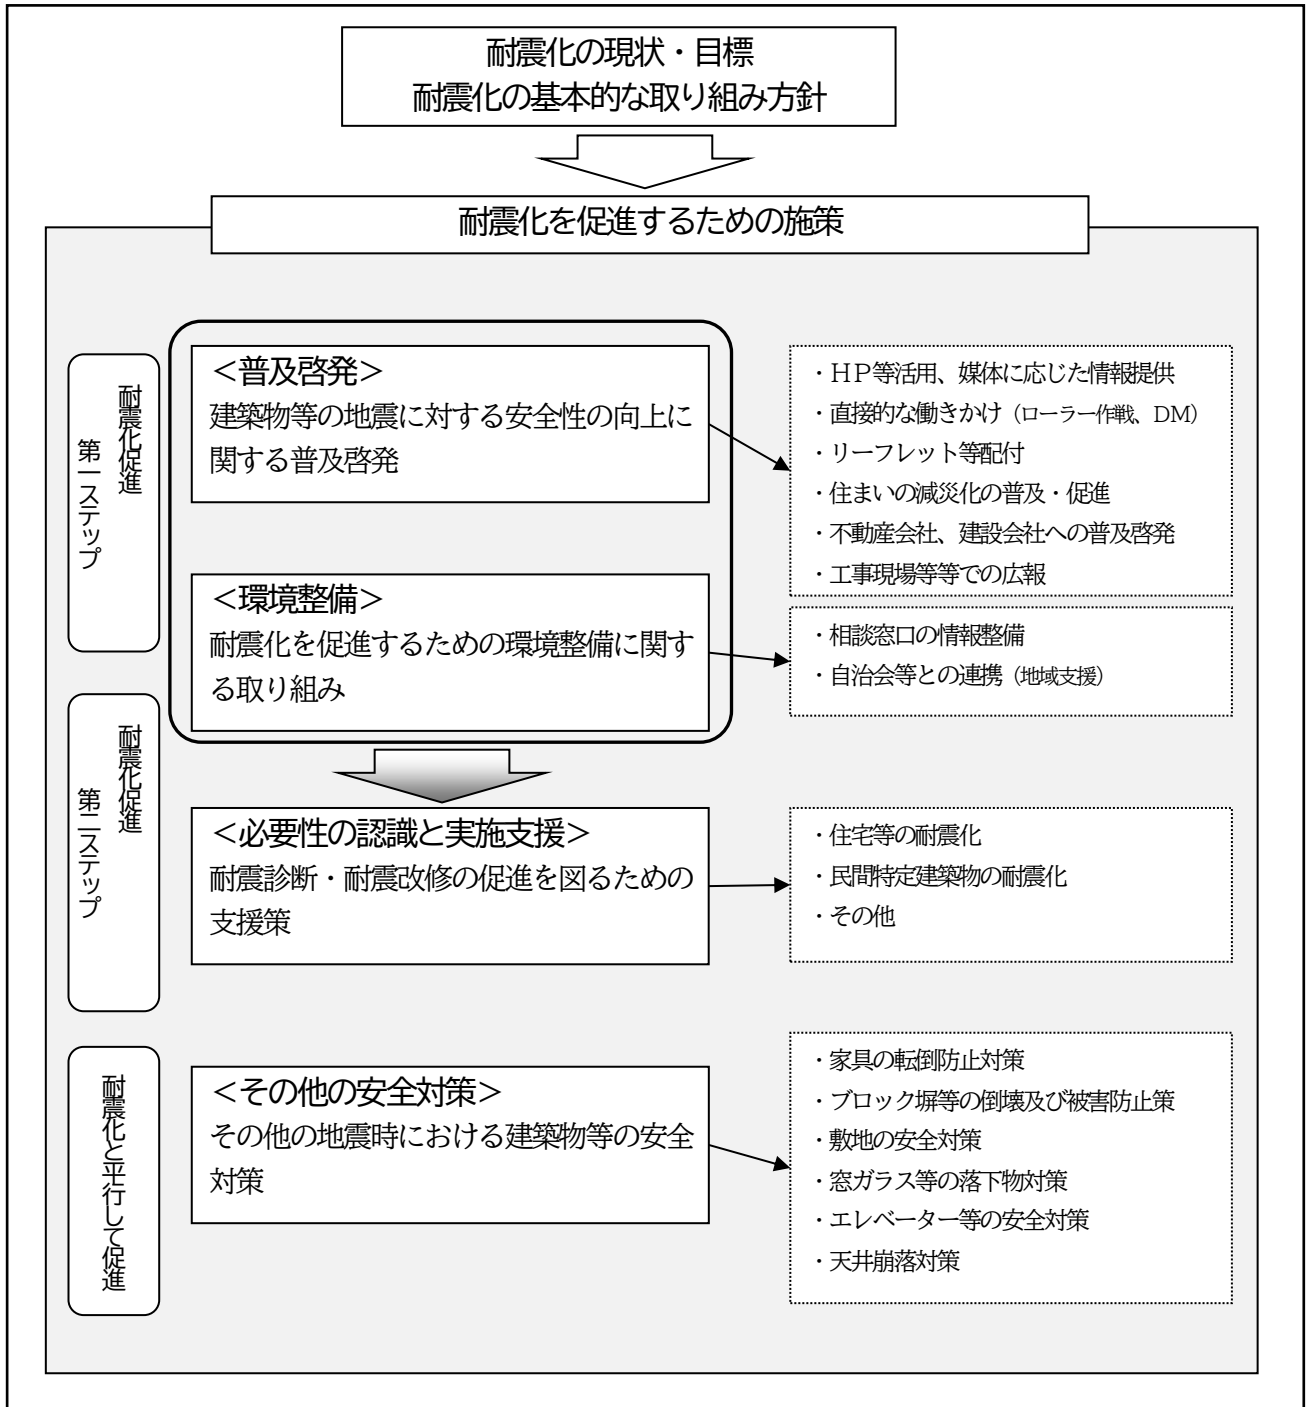 耐震化の現状・目標
耐震化の基本的な取り組み方針
耐震化を促進するための施策
耐震化促進
第一ステップ
＜普及啓発＞
建築物等の地震に対する安全性の向上に
関する普及啓発
・ＨＰ等活用、媒体に応じた情報提供
・直接的な働きかけ（ローラー作戦、DM）
・リーフレット等配付
・住まいの減災化の普及・促進
・不動産会社、建設会社への普及啓発
・工事現場等等での広報
＜環境整備＞
耐震化を促進するための環境整備に関す
る取り組み
・相談窓口の情報整備
・自治会等との連携（地域支援）
耐震化促進
第二ステップ
＜必要性の認識と実施支援＞
耐震診断・耐震改修の促進を図るための
支援策
・住宅等の耐震化
・民間特定建築物の耐震化
・その他
耐震化と平行して促進
＜その他の安全対策＞
その他の地震時における建築物等の安全
対策
・家具の転倒防止対策
・ブロック塀等の倒壊及び被害防止策
・敷地の安全対策
・窓ガラス等の落下物対策
・エレベーター等の安全対策
・天井崩落対策